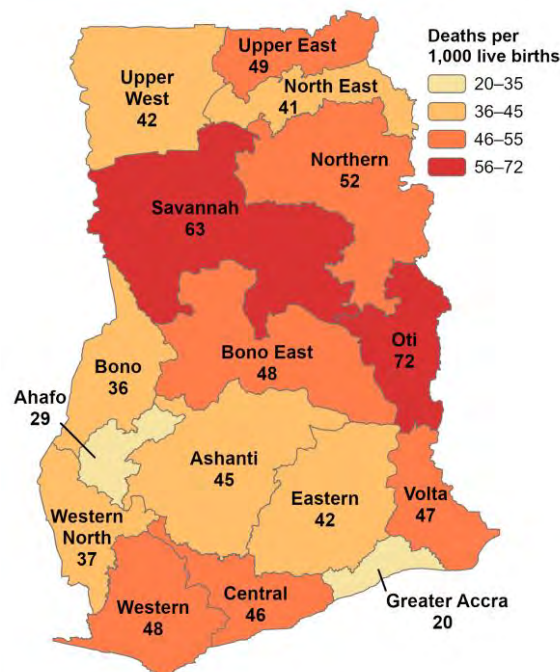 Deaths per
1,000 live births
20–35
36–45
46–55
56–72
Upper East
49
Upper
West
42
North East
41
Northern
52
Savannah
63
Oti
72
Bono East
48
Bono
36
Ahafo
29
Ashanti
45
Eastern
42
Volta
47
Western
North
37
Western
48
Central
46
Greater Accra
20